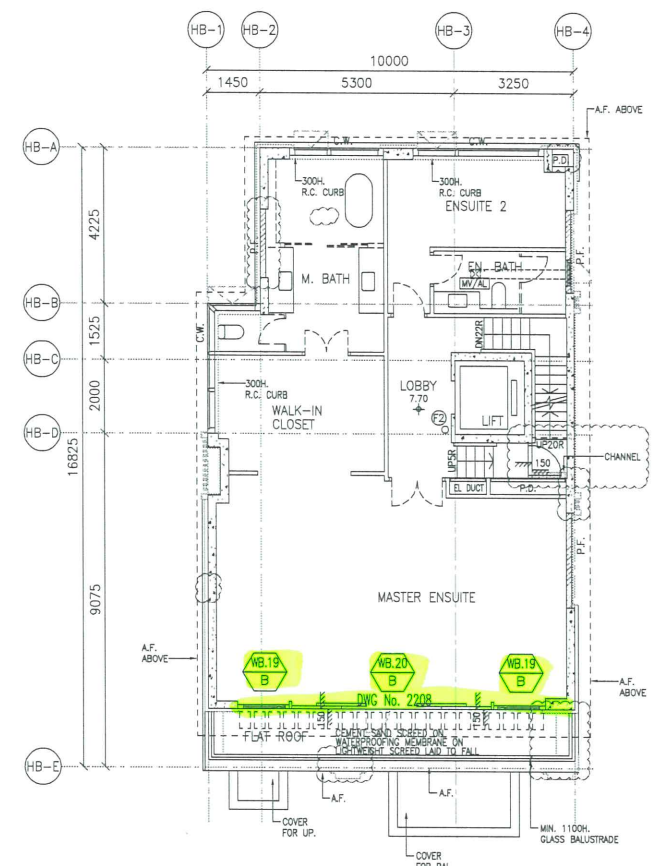 HB-1
HB-2
HB-3
HB-4
10000
1450
5300
3250
A.F. ABOVE
HB-A
C.W.
C.W.
P.D.
300H.
R.C. CURB
300H.
R.C. CURB
ENSUITE 2
4225
P.F.
P.F.
EN. BATH
M. BATH
MV/AL
HB-B
1525
C.W.
DN22R
HB-C
300H.
R.C. CURB
LOBBY
7.70
WALK-IN
CLOSET
2000
LIFT
F2
HB-D
UP20R
16825
UP5R
150
CHANNEL
EL DUCT
P.D.
P.F.
9075
MASTER ENSUITE
A.F.
ABOVE
WB.19
B
WB.20
B
WB.19
B
A.F.
ABOVE
DWG No. 2208
150
150
FLAT ROOF
CEMENT SAND SCREED ON
WATERPROOFING MEMBRANE ON
LIGHTWEIGHT SCREED LAID TO FALL
HB-E
A.F.
A.F.
COVER
FOR UP.
MIN. 1100H.
GLASS BALUSTRADE
COVER
FOR BAL